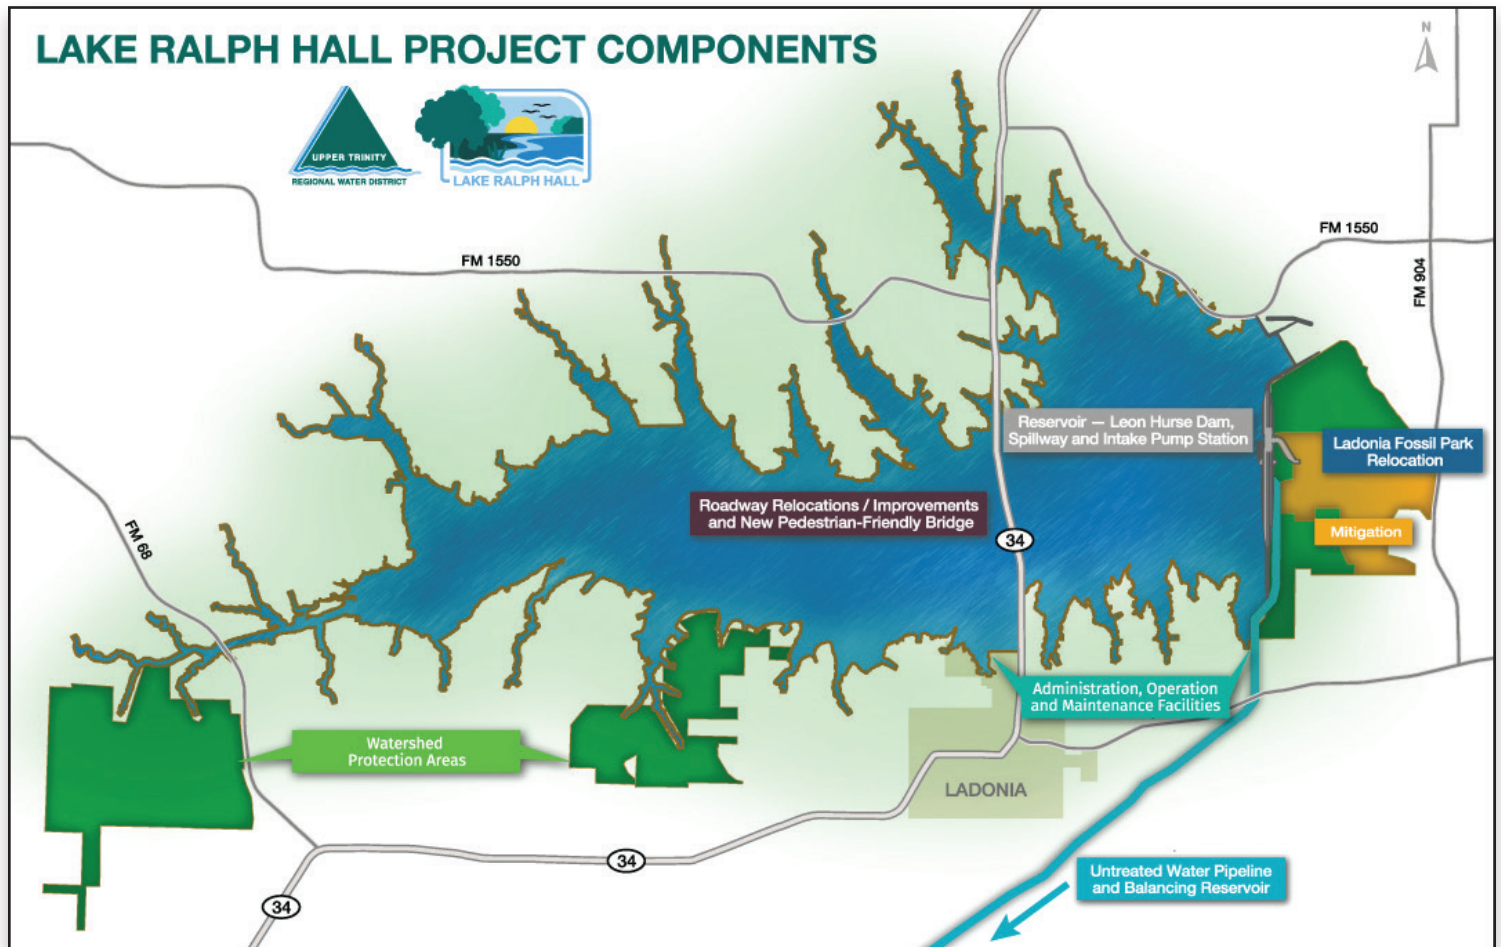 LAKE RALPH HALL PROJECT COMPONENTS
N
UPPER TRINITY
REGIONAL WATER DISTRICT
LAKE RALPH HALL
FM 1550
FM 1550
FM 904
Reservoir — Leon Hurse Dam,
Spillway and Intake Pump Station
Ladonia Fossil Park
Relocation
Roadway Relocations / Improvements
and New Pedestrian-Friendly Bridge
34
Mitigation
FM 68
Administration, Operation
and Maintenance Facilities
Watershed
Protection Areas
LADONIA
34
Untreated Water Pipeline
and Balancing Reservoir
34